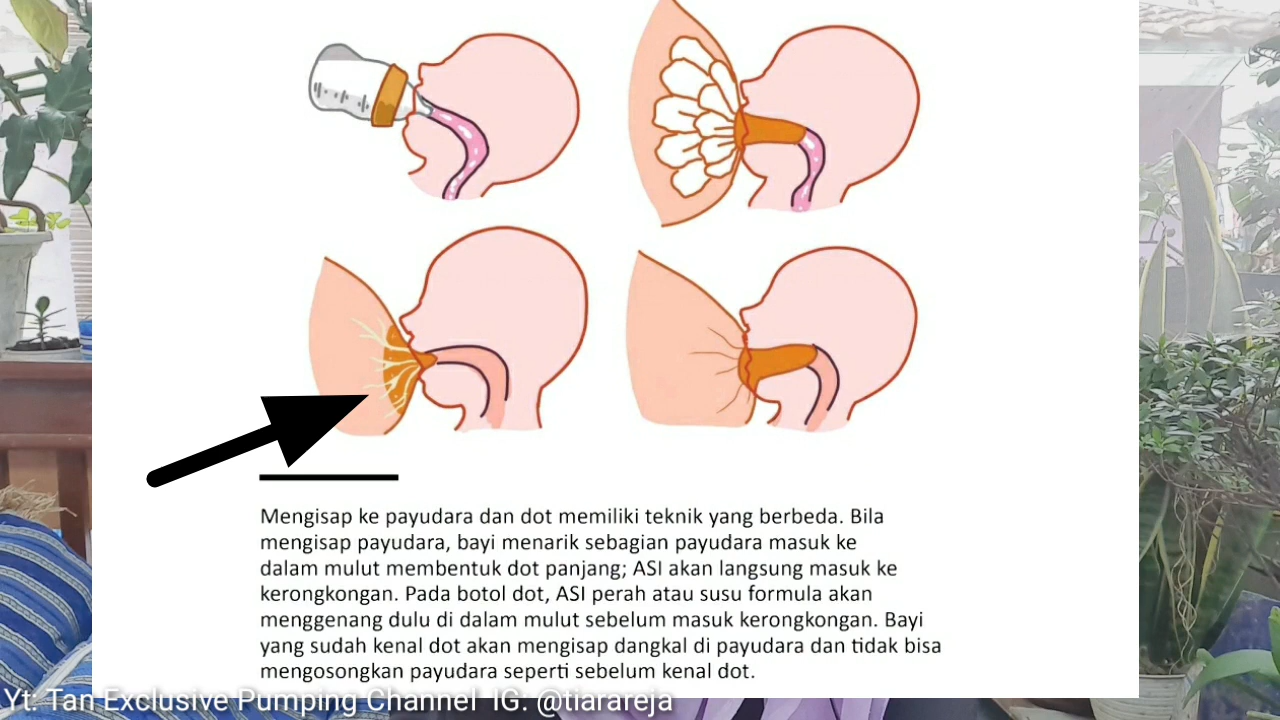 Mengisap ke payudara dan dot memiliki teknik yang berbeda. Bila
mengisap payudara, bayi menarik sebagian payudara masuk ke
dalam mulut membentuk dot panjang; ASI akan langsung masuk ke
kerongkongan. Pada botol dot, ASI perah atau susu formula akan
menggenang dulu di dalam mulut sebelum masuk kerongkongan. Bayi
yang sudah kenal dot akan mengisap dangkal di payudara dan tidak bisa
mengosongkan payudara seperti sebelum kenal dot.
Yt: Tan Exclusive Pumping Channel IG: @tiarareja